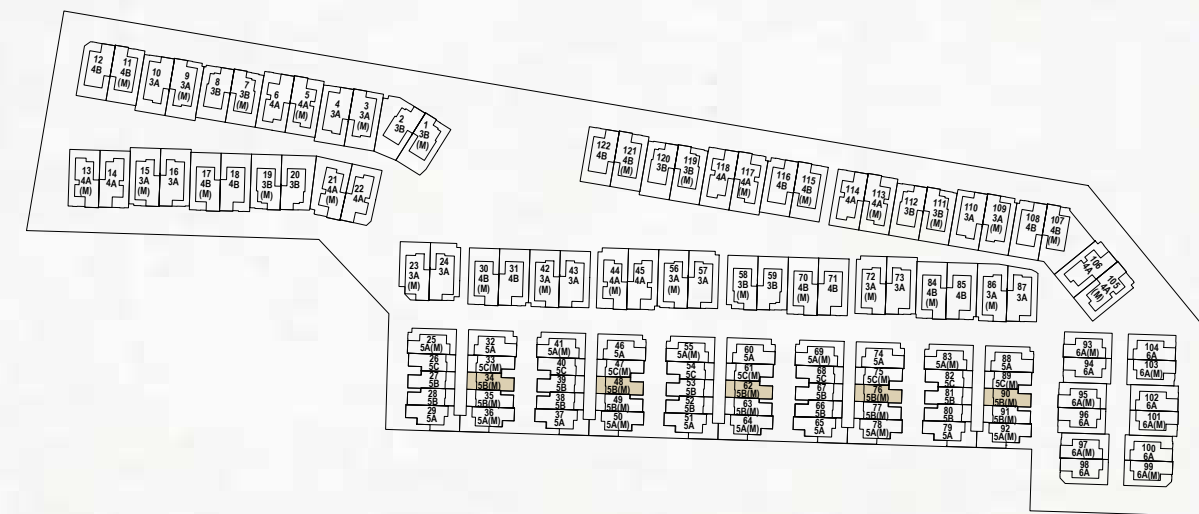 12
4B
11
4B
(M)
10
3A
9
3A
(M)
8
3B
7
3B
(M)
6
4A
5
4A
(M)
4
3A
3
3A
(M)
2
3B
1
3B
(M)
13
4A
(M)
14
4A
15
3A
(M)
16
3A
17
4B
(M)
18
4B
19
3B
(M)
20
3B
21
4A
(M)
22
4A
122
4B
121
4B
(M)
120
3B
119
3B
(M)
118
4A
117
4A
(M)
116
4B
115
4B
(M)
114
4A
113
4A
(M)
112
3B
111
3B
(M)
110
3A
109
3A
(M)
108
4B
107
4B
(M)
106
4A
105
4A
(M)
23
3A
(M)
24
3A
30
4B
(M)
31
4B
42
3A
(M)
43
3A
44
4A
(M)
45
4A
56
3A
(M)
57
3A
58
3B
(M)
59
3B
70
4B
(M)
71
4B
72
3A
(M)
73
3A
84
4B
(M)
85
4B
86
3A
(M)
87
3A
25
5A(M)
26
5C
27
5B
28
5B
29
5A
32
5A
33
5C(M)
34
5B(M)
35
5B(M)
36
5A(M)
41
5A(M)
40
5C
39
5B
38
5B
37
5A
46
5A
47
5C(M)
48
5B(M)
49
5B(M)
50
5A(M)
55
5A(M)
54
5C
53
5B
52
5B
51
5A
60
5A
61
5C(M)
62
5B(M)
63
5B(M)
64
5A(M)
69
5A(M)
68
5C
67
5B
66
5B
65
5A
74
5A
75
5C(M)
76
5B(M)
77
5B(M)
78
5A(M)
83
5A(M)
82
5C
81
5B
80
5B
79
5A
88
5A
89
5C(M)
90
5B(M)
91
5B(M)
92
5A(M)
93
6A(M)
94
6A
95
6A(M)
96
6A
97
6A(M)
98
6A
104
6A
103
6A(M)
102
6A
101
6A(M)
100
6A
99
6A(M)